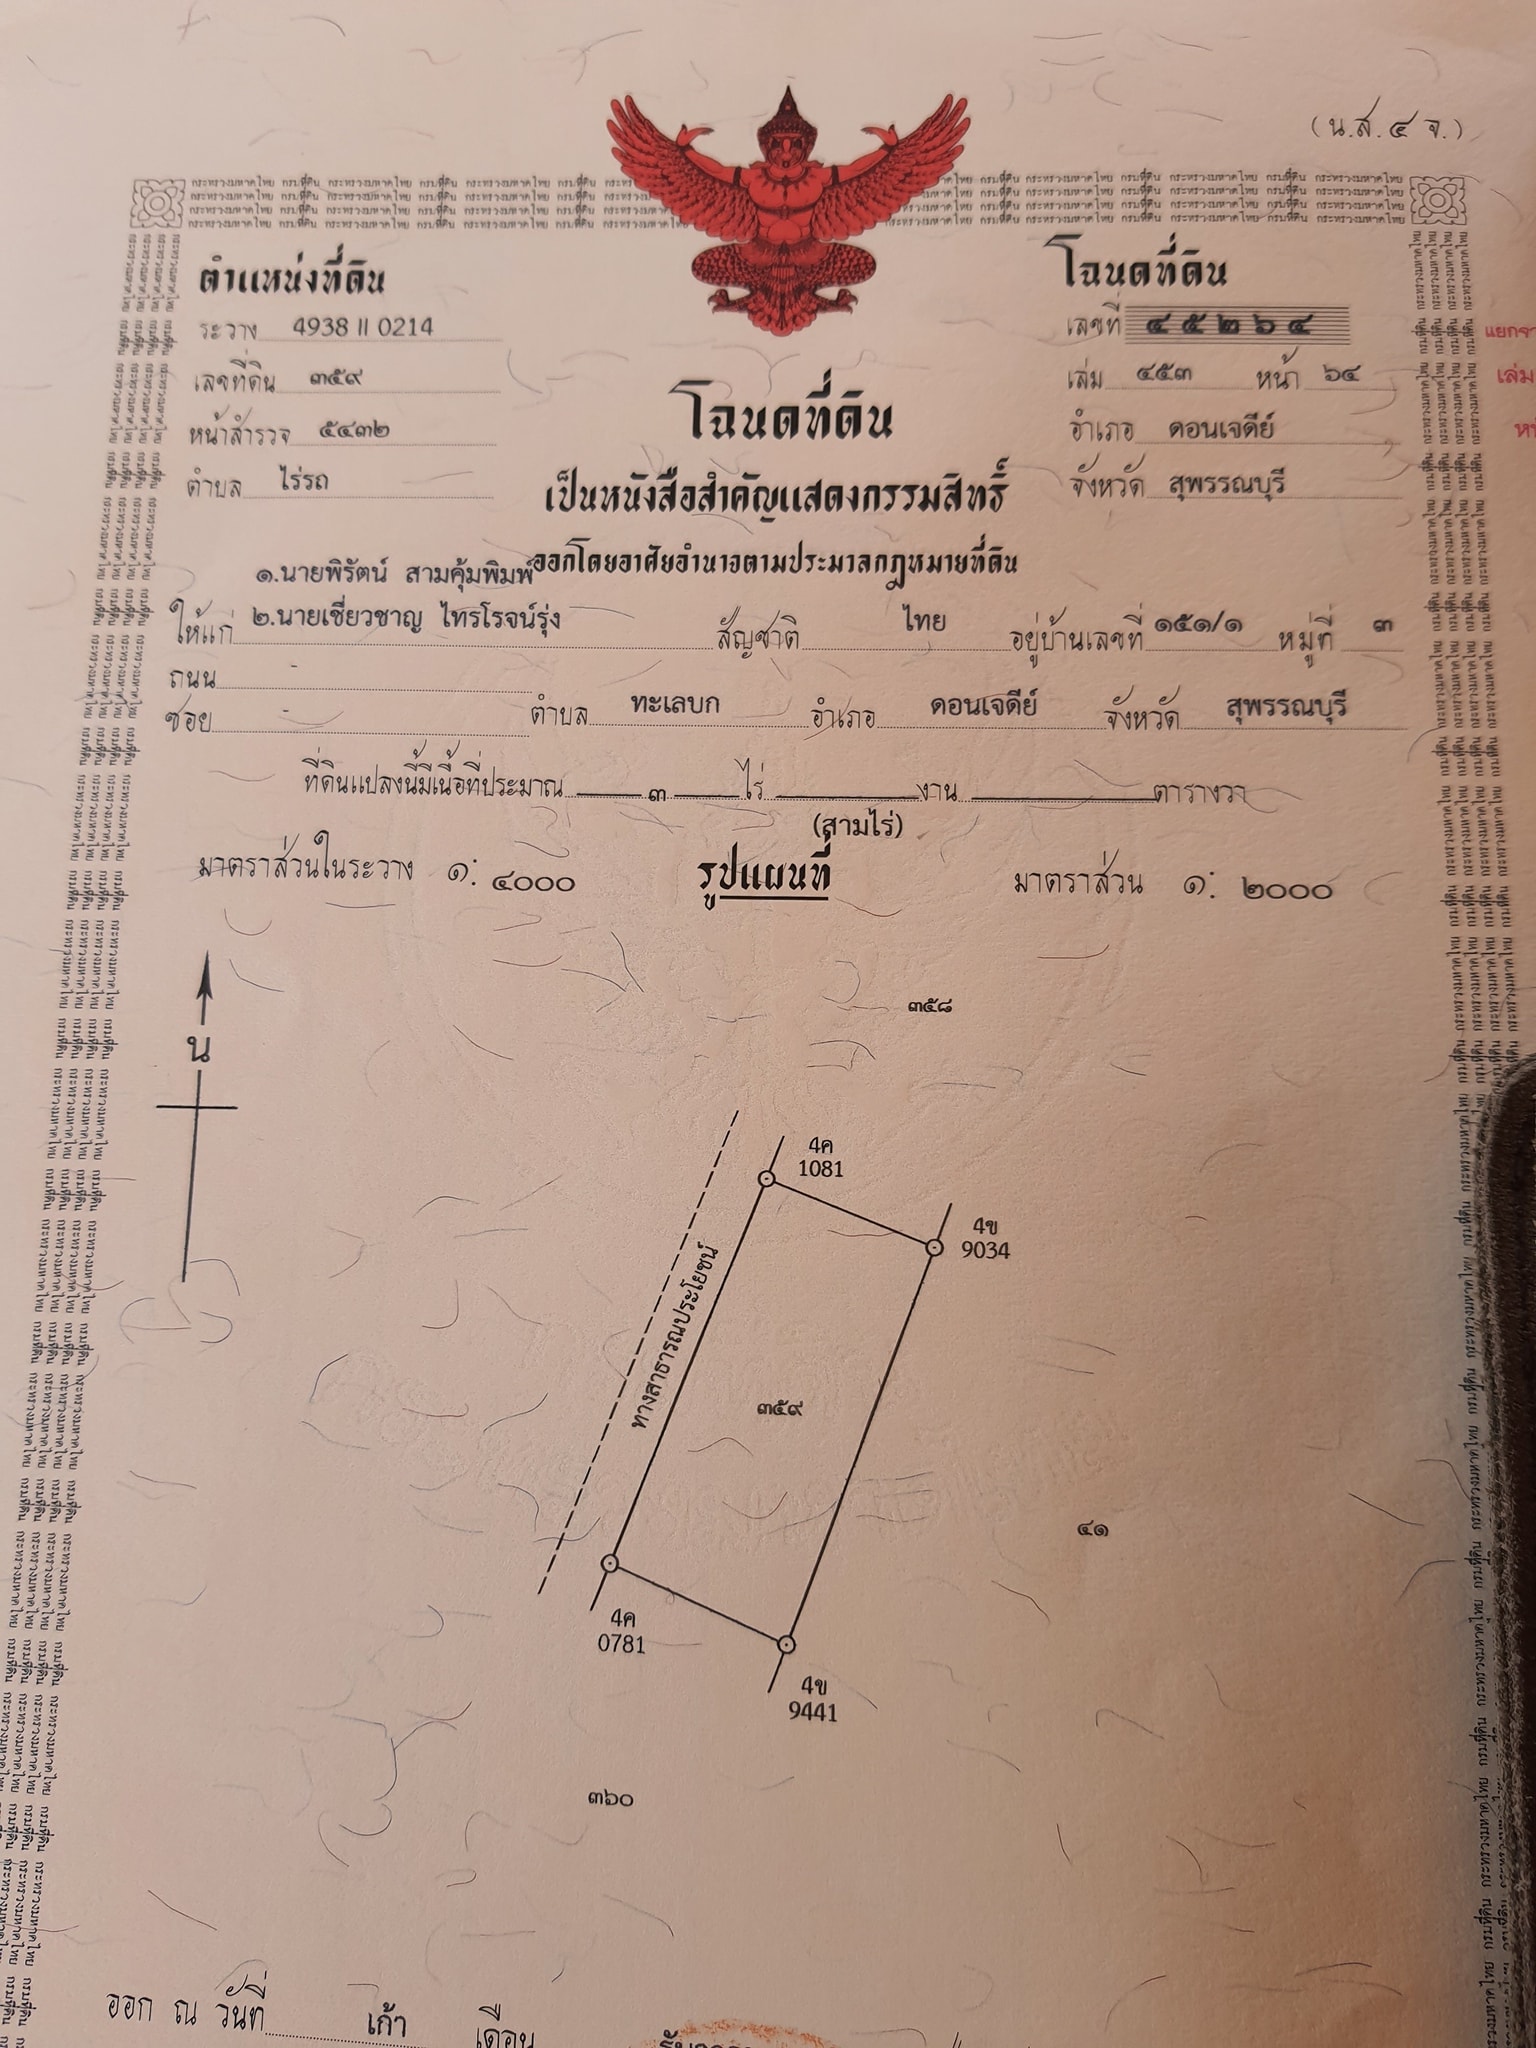 (น.ส.๔ จ.)
ตำแหน่งที่ดิน
ระวาง 4938 II 0214
เลขที่ดิน ๓๕๙
หน้าสำรวจ ๕๔๓๒
ตำบล ไร่รถ
โฉนดที่ดิน
เลขที่ ๔๕๒๖๔
เล่ม ๔๕๓ หน้า ๖๔
อำเภอ ดอนเจดีย์
จังหวัด สุพรรณบุรี
เล่ม
โฉนดที่ดิน
เป็นหนังสือสำคัญแสดงกรรมสิทธิ์
ออกโดยอาศัยอำนาจตามประมวลกฎหมายที่ดิน
๑.นายพิรัตน์ สามคุ้มพิมพ์
ให้แก่ ๒.นายเชี่ยวชาญ ไทรโรจน์รุ่ง สัญชาติ ไทย อยู่บ้านเลขที่ ๑๕๑/๑ หมู่ที่ ๓
ถนน -
ซอย - ตำบล ทะเลบก อำเภอ ดอนเจดีย์ จังหวัด สุพรรณบุรี
ที่ดินแปลงนี้มีเนื้อที่ประมาณ ๓ ไร่ งาน ตารางวา
(สามไร่)
มาตราส่วนในระวาง ๑: ๔๐๐๐ รูปแผนที่ มาตราส่วน ๑: ๒๐๐๐
น
๓๕๘
4ค
1081
4ข
9034
ทางสาธารณประโยชน์
๓๕๙
๔๑
4ค
0781
4ข
9441
๓๖๐
ออก ณ วันที่ เก้า เดือน